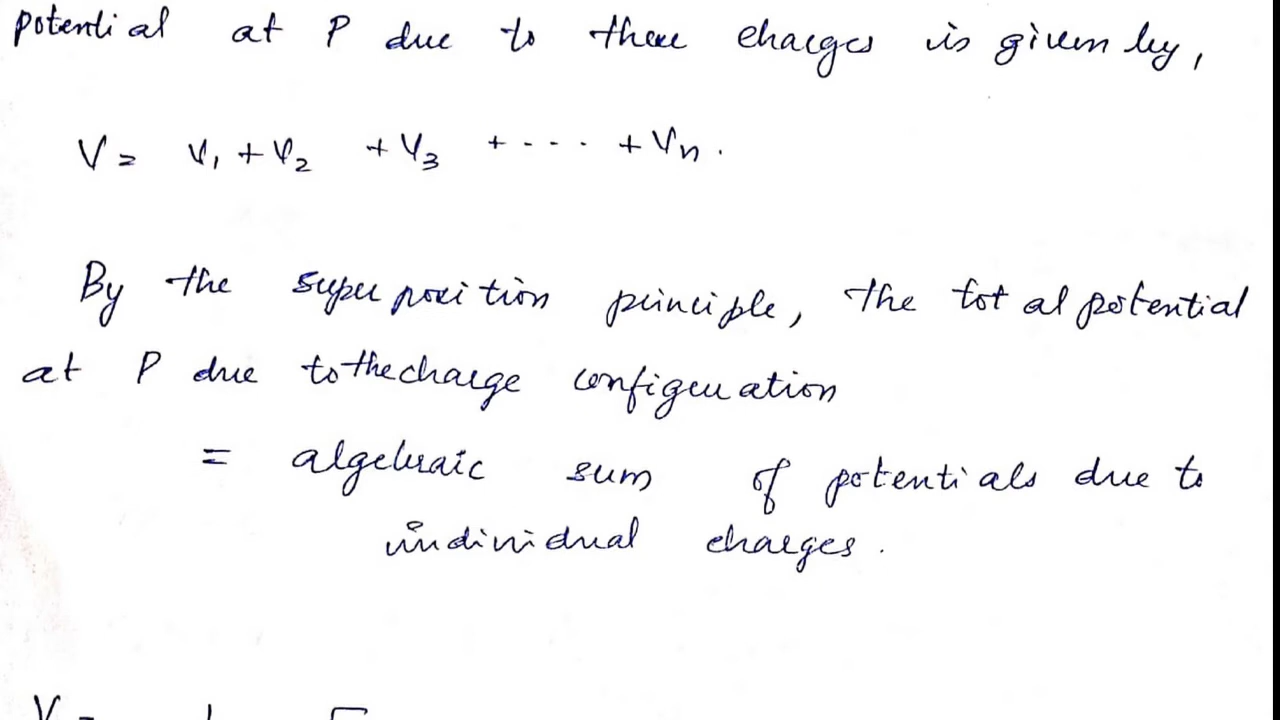 potential at P due to these charges is given by,
V = V₁ + V₂ + V₃ + ---- + Vn.
By the superposition principle, the total potential
at P due to the charge configuration
= algebraic sum of potentials due to
individual charges.
V =